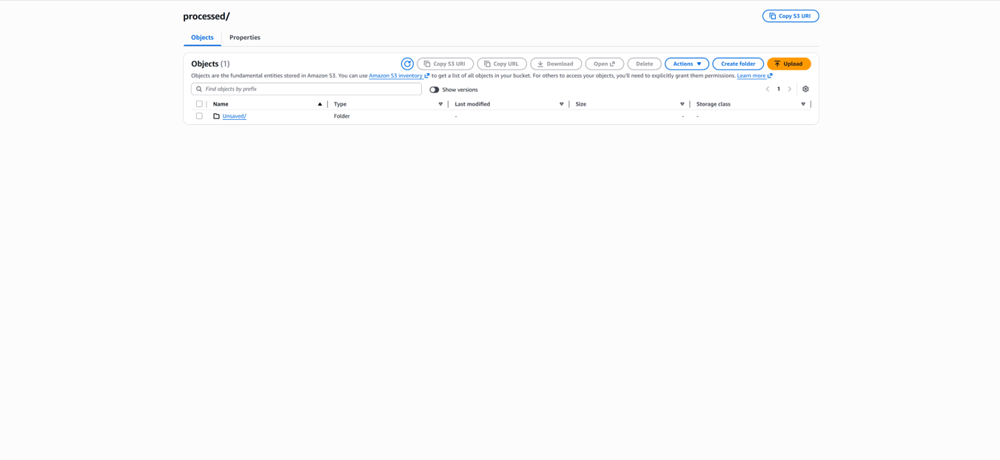 processed/
Copy S3 URI
Objects
Properties
Objects (1)
Copy S3 URI
Copy URL
Download
Open
Delete
Actions
Create folder
Upload
Objects are the fundamental entities stored in Amazon S3. You can use Amazon S3 inventory to get a list of all objects in your bucket. For others to access your objects, you'll need to explicitly grant them permissions. Learn more
Find objects by prefix
Show versions
1
Name
Type
Last modified
Size
Storage class
Unsaved/
Folder
-
-
-